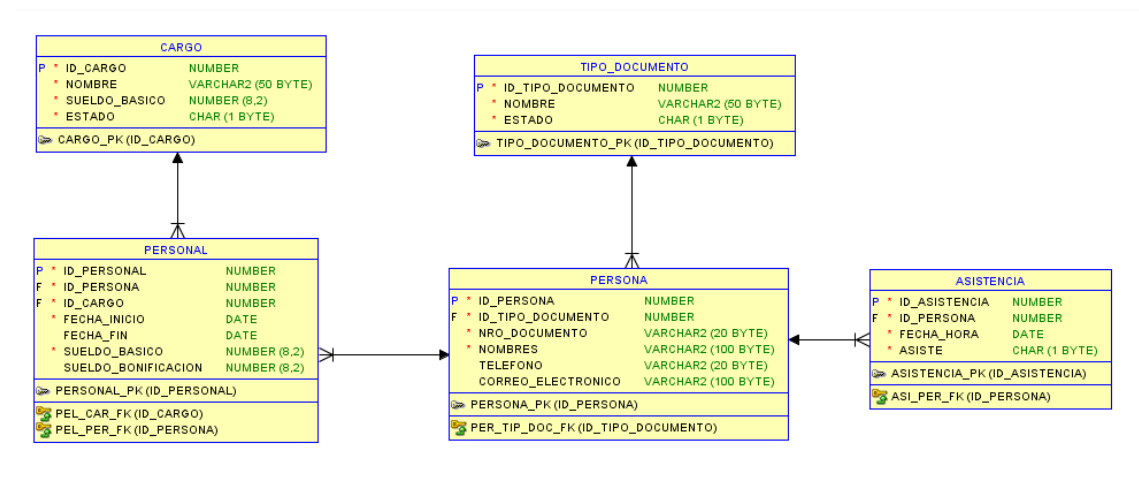 CARGO
P * ID_CARGO NUMBER
* NOMBRE VARCHAR2 (50 BYTE)
* SUELDO_BASICO NUMBER (8,2)
* ESTADO CHAR (1 BYTE)
CARGO_PK (ID_CARGO)
TIPO_DOCUMENTO
P * ID_TIPO_DOCUMENTO NUMBER
* NOMBRE VARCHAR2 (50 BYTE)
* ESTADO CHAR (1 BYTE)
TIPO_DOCUMENTO_PK (ID_TIPO_DOCUMENTO)
PERSONAL
P * ID_PERSONAL NUMBER
F * ID_PERSONA NUMBER
F * ID_CARGO NUMBER
* FECHA_INICIO DATE
FECHA_FIN DATE
* SUELDO_BASICO NUMBER (8,2)
SUELDO_BONIFICACION NUMBER (8,2)
PERSONAL_PK (ID_PERSONAL)
PEL_CAR_FK (ID_CARGO)
PEL_PER_FK (ID_PERSONA)
PERSONA
P * ID_PERSONA NUMBER
F * ID_TIPO_DOCUMENTO NUMBER
* NRO_DOCUMENTO VARCHAR2 (20 BYTE)
* NOMBRES VARCHAR2 (100 BYTE)
TELEFONO VARCHAR2 (20 BYTE)
CORREO_ELECTRONICO VARCHAR2 (100 BYTE)
PERSONA_PK (ID_PERSONA)
PER_TIP_DOC_FK (ID_TIPO_DOCUMENTO)
ASISTENCIA
P * ID_ASISTENCIA NUMBER
F * ID_PERSONA NUMBER
* FECHA_HORA DATE
* ASISTE CHAR (1 BYTE)
ASISTENCIA_PK (ID_ASISTENCIA)
ASI_PER_FK (ID_PERSONA)